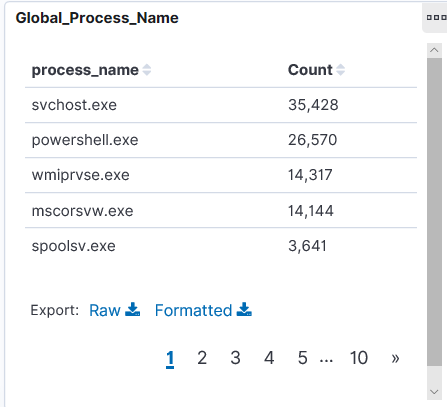 Global_Process_Name
process_name Count
svchost.exe 35,428
powershell.exe 26,570
wmiprvse.exe 14,317
mscorsvw.exe 14,144
spoolsv.exe 3,641
Export: Raw Formatted
1 2 3 4 5 ... 10 »